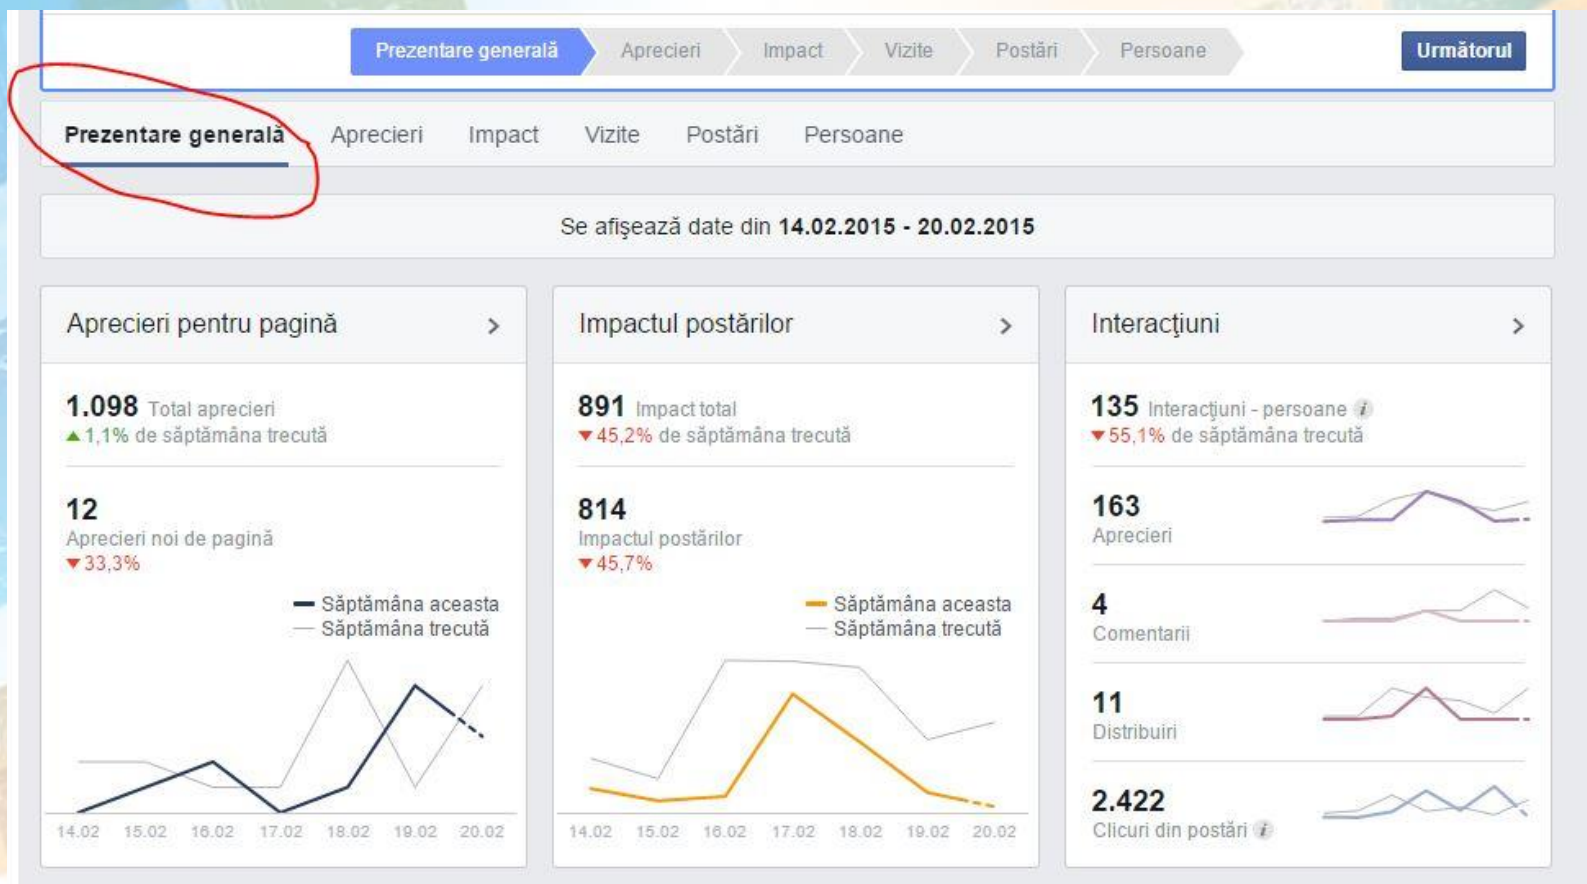 Prezentare generală Aprecieri Impact Vizite Postări Persoane Următorul
Prezentare generală Aprecieri Impact Vizite Postări Persoane
Se afişează date din 14.02.2015 - 20.02.2015
Aprecieri pentru pagină
1.098 Total aprecieri
1,1% de săptămâna trecută
12
Aprecieri noi de pagină
33,3%
Săptămâna aceasta
Săptămâna trecută
14.02 15.02 16.02 17.02 18.02 19.02 20.02
Impactul postărilor
891 Impact total
45,2% de săptămâna trecută
814
Impactul postărilor
45,7%
Săptămâna aceasta
Săptămâna trecută
14.02 15.02 16.02 17.02 18.02 19.02 20.02
Interacţiuni
135 Interacţiuni - persoane i
55,1% de săptămâna trecută
163
Aprecieri
4
Comentarii
11
Distribuiri
2.422
Clicuri din postări i